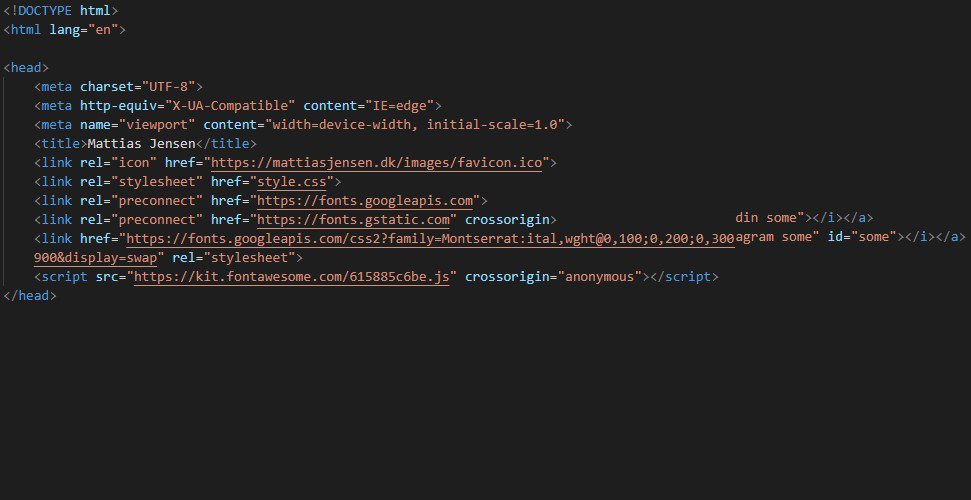 <!DOCTYPE html>
<html lang="en">
<head>
<meta charset="UTF-8">
<meta http-equiv="X-UA-Compatible" content="IE=edge">
<meta name="viewport" content="width=device-width, initial-scale=1.0">
<title>Mattias Jensen</title>
<link rel="icon" href="https://mattiasjensen.dk/images/favicon.ico">
<link rel="stylesheet" href="style.css">
<link rel="preconnect" href="https://fonts.googleapis.com">
<link rel="preconnect" href="https://fonts.gstatic.com" crossorigin>
din some"></i></a>
<link href="https://fonts.googleapis.com/css2?family=Montserrat:ital,wght@0,100;0,200;0,300
agram some" id="some"></i></a>
900&display=swap" rel="stylesheet">
<script src="https://kit.fontawesome.com/615885c6be.js" crossorigin="anonymous"></script>
</head>